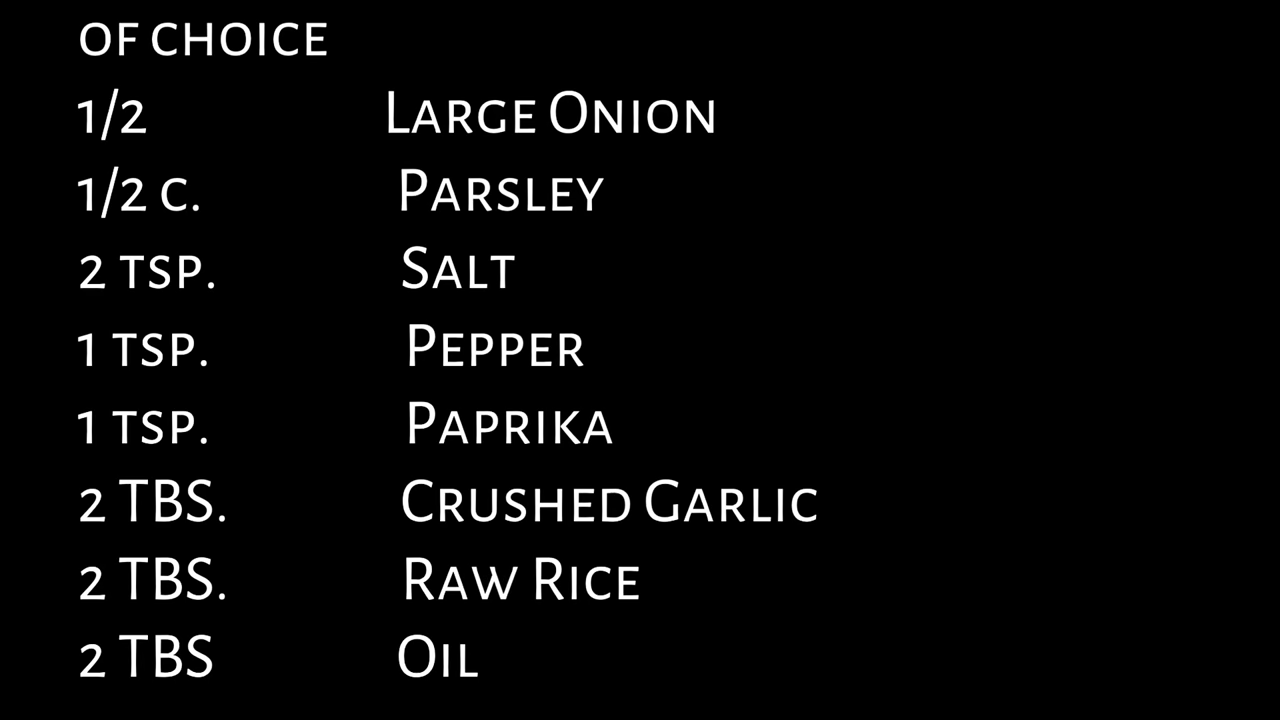 OF CHOICE
1/2 LARGE ONION
1/2 C. PARSLEY
2 TSP. SALT
1 TSP. PEPPER
1 TSP. PAPRIKA
2 TBS. CRUSHED GARLIC
2 TBS. RAW RICE
2 TBS OIL